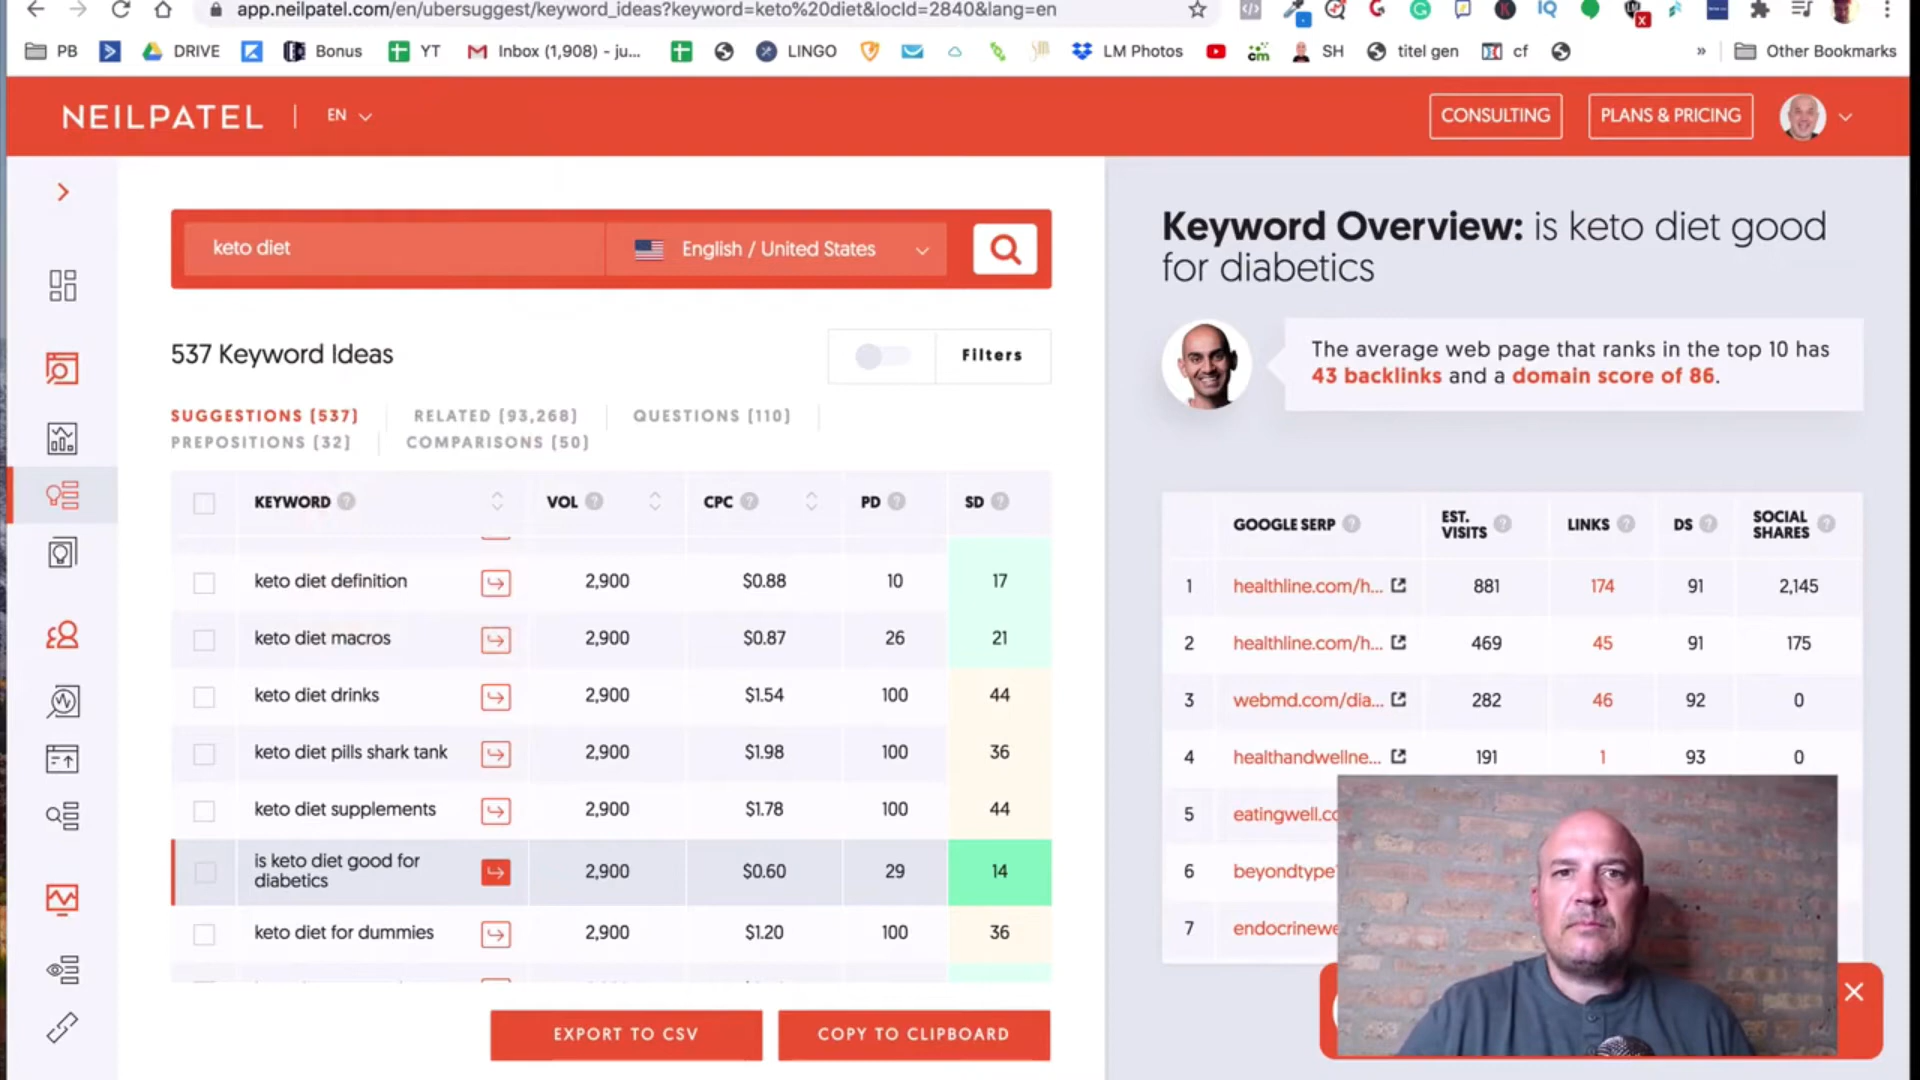 app.neilpatel.com/en/ubersuggest/keyword_ideas?keyword=keto%20diet&locId=2840&lang=en
PB DRIVE Bonus YT Inbox (1,908) - ju... LINGO LM Photos SH titel gen cf » Other Bookmarks
NEILPATEL | EN CONSULTING PLANS & PRICING
keto diet English / United States
537 Keyword Ideas
Filters
SUGGESTIONS (537) RELATED (93,268) QUESTIONS (110)
PREPOSITIONS (32) COMPARISONS (50)
KEYWORD ? VOL ? CPC ? PD ? SD ?
keto diet definition 2,900 $0.88 10 17
keto diet macros 2,900 $0.87 26 21
keto diet drinks 2,900 $1.54 100 44
keto diet pills shark tank 2,900 $1.98 100 36
keto diet supplements 2,900 $1.78 100 44
is keto diet good for
diabetics 2,900 $0.60 29 14
keto diet for dummies 2,900 $1.20 100 36
EXPORT TO CSV COPY TO CLIPBOARD
Keyword Overview: is keto diet good
for diabetics
The average web page that ranks in the top 10 has
43 backlinks and a domain score of 86.
GOOGLE SERP ? EST. VISITS ? LINKS ? DS ? SOCIAL SHARES ?
1 healthline.com/h... 881 174 91 2,145
2 healthline.com/h... 469 45 91 175
3 webmd.com/dia... 282 46 92 0
4 healthandwellne... 191 1 93 0
5 eatingwell.co
6 beyondtype
7 endocrinewe